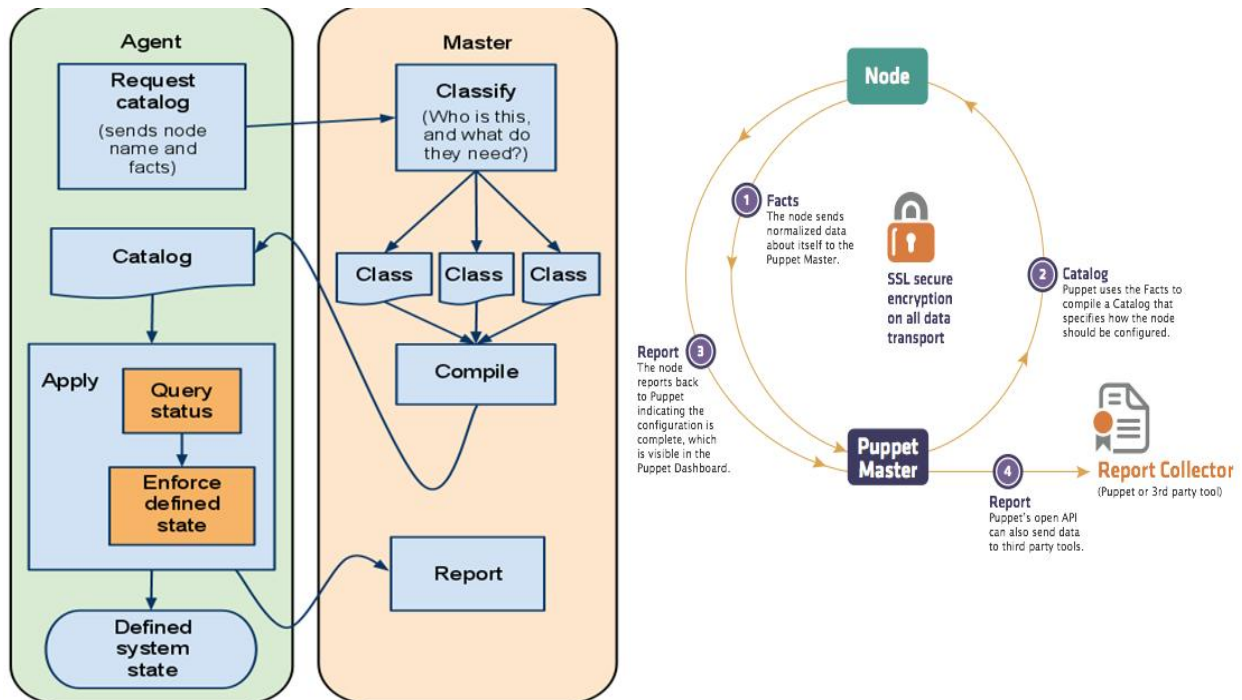 Agent
Request
catalog
(sends node
name and
facts)
Catalog
Apply
Query
status
Enforce
defined
state
Defined
system
state
Master
Classify
(Who is this,
and what do
they need?)
Class
Class
Class
Compile
Report
Node
1
Facts
The node sends
normalized data
about itself to the
Puppet Master.
SSL secure
encryption
on all data
transport
2
Catalog
Puppet uses the Facts to
compile a Catalog that
specifies how the node
should be configured.
Report
3
The node
reports back
to Puppet
indicating the
configuration is
complete, which
is visible in the
Puppet Dashboard.
Puppet
Master
4
Report
Puppet's open API
can also send data
to third party tools.
Report Collector
(Puppet or 3rd party tool)